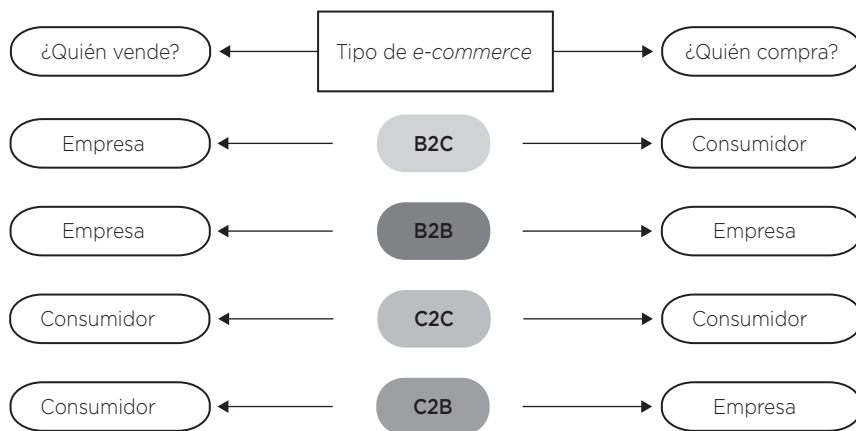 ¿Quién vende? Tipo de e-commerce ¿Quién compra?
Empresa B2C Consumidor
Empresa B2B Empresa
Consumidor C2C Consumidor
Consumidor C2B Empresa